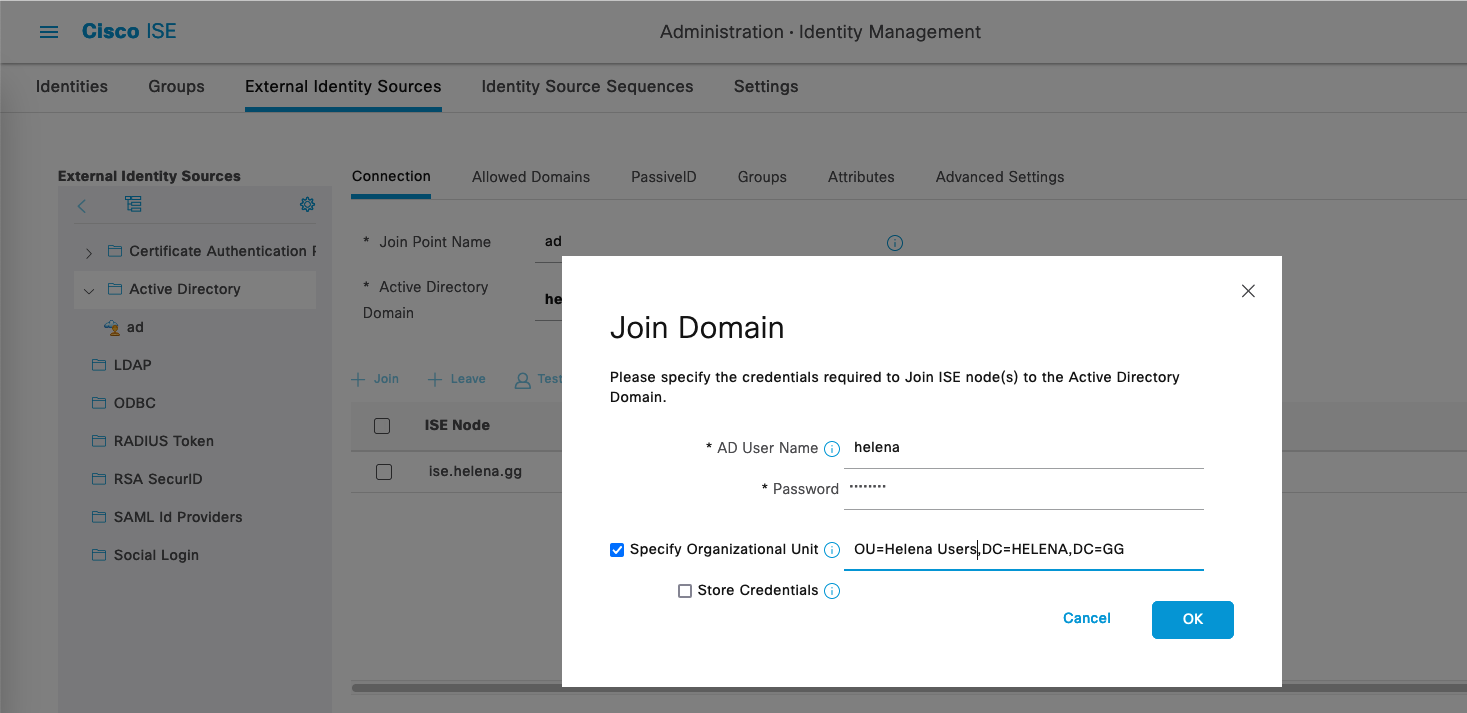 Cisco ISE
Administration · Identity Management
Identities Groups External Identity Sources Identity Source Sequences Settings
External Identity Sources
Certificate Authentication
Active Directory
ad
LDAP
ODBC
RADIUS Token
RSA SecurID
SAML Id Providers
Social Login
Connection Allowed Domains PassiveID Groups Attributes Advanced Settings
* Join Point Name ad
* Active Directory
Domain he
+ Join + Leave Test
ISE Node
ise.helena.gg
Join Domain
Please specify the credentials required to Join ISE node(s) to the Active Directory
Domain.
* AD User Name helena
* Password ········
Specify Organizational Unit OU=Helena Users,DC=HELENA,DC=GG
Store Credentials
Cancel OK